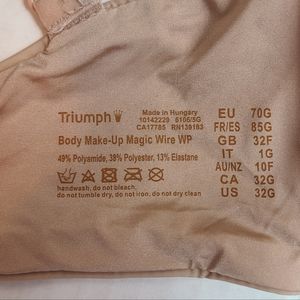 Triumph
Made in Hungary
10142220 6106/5G
CA17785 RN139183
Body Make-Up Magic Wire WP
49% Polyamide, 38% Polyester, 13% Elastane
handwash, do not bleach,
do not tumble dry, do not iron, do not dry clean
EU 70G
FR/ES 85G
GB 32F
IT 1G
AU/NZ 10F
CA 32G
US 32G